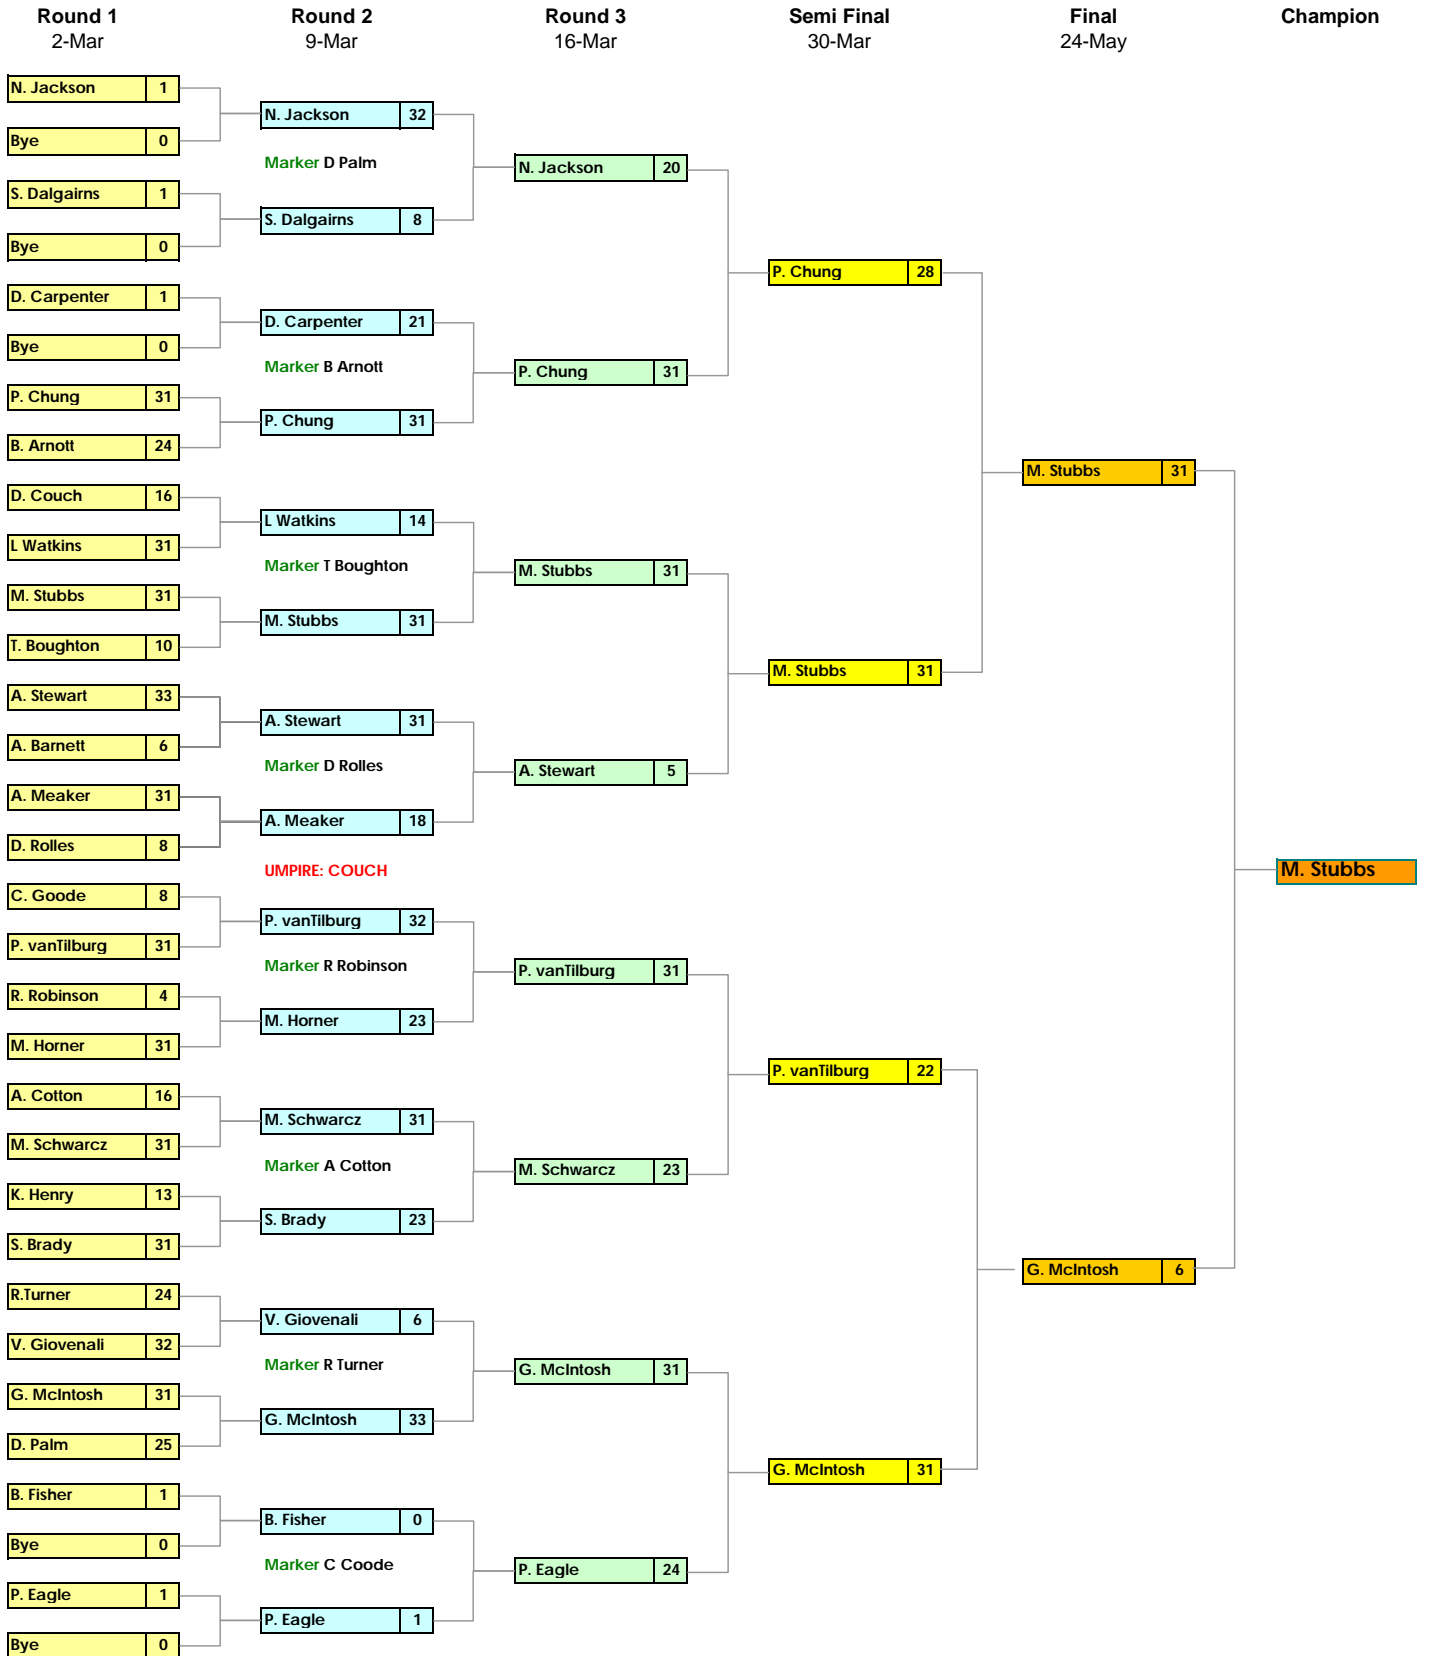 Round 1 Round 2 Round 3 Semi Final Final Champion
2-Mar 9-Mar 16-Mar 30-Mar 24-May
N. Jackson 1
Bye 0
S. Dalgairns 1
Bye 0
D. Carpenter 1
Bye 0
P. Chung 31
B. Arnott 24
D. Couch 16
L Watkins 31
M. Stubbs 31
T. Boughton 10
A. Stewart 33
A. Barnett 6
A. Meaker 31
D. Rolles 8
C. Goode 8
P. vanTilburg 31
R. Robinson 4
M. Horner 31
A. Cotton 16
M. Schwarcz 31
K. Henry 13
S. Brady 31
R.Turner 24
V. Giovenali 32
G. McIntosh 31
D. Palm 25
B. Fisher 1
Bye 0
P. Eagle 1
Bye 0
N. Jackson 32
Marker D Palm
S. Dalgairns 8
D. Carpenter 21
Marker B Arnott
P. Chung 31
L Watkins 14
Marker T Boughton
M. Stubbs 31
A. Stewart 31
Marker D Rolles
A. Meaker 18
UMPIRE: COUCH
P. vanTilburg 32
Marker R Robinson
M. Horner 23
M. Schwarcz 31
Marker A Cotton
S. Brady 23
V. Giovenali 6
Marker R Turner
G. McIntosh 33
B. Fisher 0
Marker C Coode
P. Eagle 1
N. Jackson 20
P. Chung 31
M. Stubbs 31
A. Stewart 5
P. vanTilburg 31
M. Schwarcz 23
G. McIntosh 31
P. Eagle 24
P. Chung 28
M. Stubbs 31
P. vanTilburg 22
G. McIntosh 31
M. Stubbs 31
G. McIntosh 6
M. Stubbs